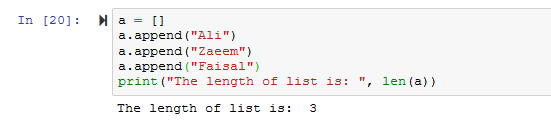 In [20]: a = []
a.append("Ali")
a.append("Zaeem")
a.append("Faisal")
print("The length of list is: ", len(a))
The length of list is:  3